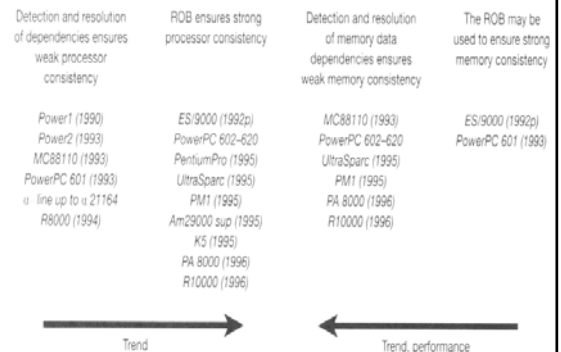 Detection and resolution
of dependencies ensures
weak processor
consistency
Power1 (1990)
Power2 (1993)
MC88110 (1993)
PowerPC 601 (1993)
α line up to α 21164
R8000 (1994)
ROB ensures strong
processor consistency
ES/9000 (1992p)
PowerPC 602–620
PentiumPro (1995)
UltraSparc (1995)
PM1 (1995)
Am29000 sup (1995)
K5 (1995)
PA 8000 (1996)
R10000 (1996)
Trend
Detection and resolution
of memory data
dependencies ensures
weak memory consistency
MC88110 (1993)
PowerPC 602–620
UltraSparc (1995)
PM1 (1995)
PA 8000 (1996)
R10000 (1996)
The ROB may be
used to ensure strong
memory consistency
ES/9000 (1992p)
PowerPC 601 (1993)
Trend, performance